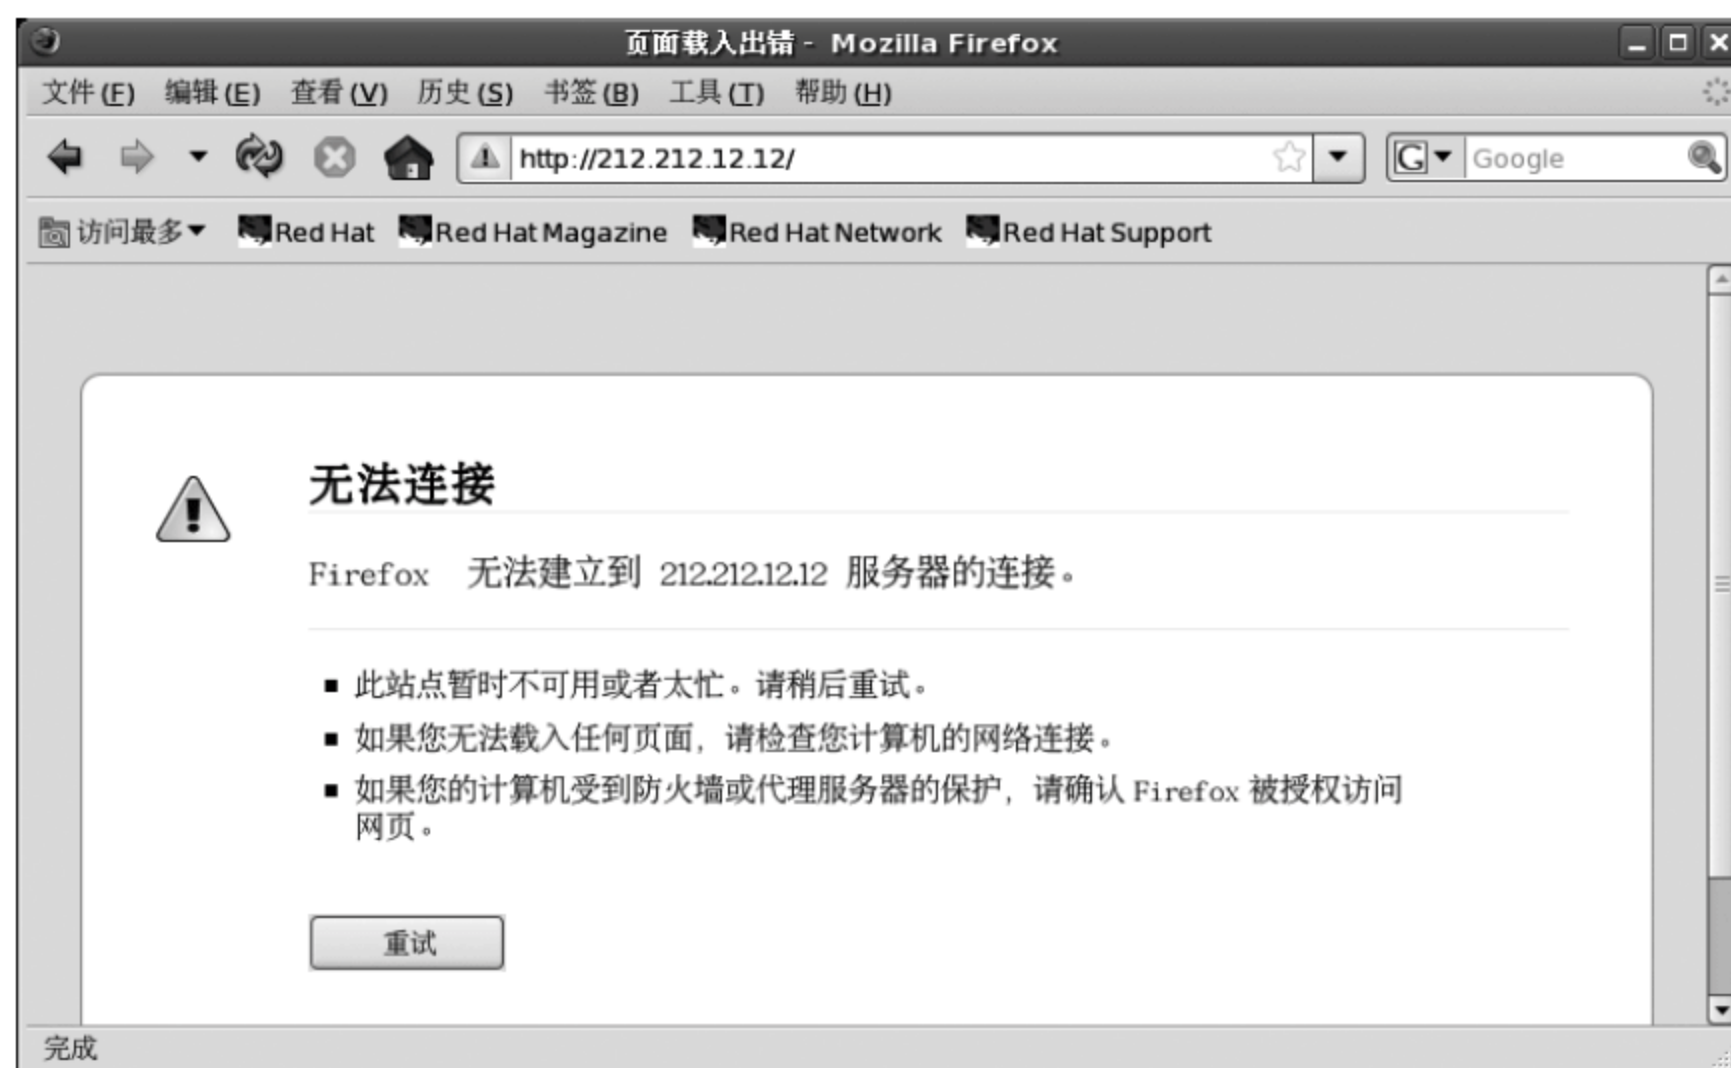 页面载入出错 - Mozilla Firefox
文件(F) 编辑(E) 查看(V) 历史(S) 书签(B) 工具(T) 帮助(H)
http://212.212.12.12/ G Google
访问最多 Red Hat Red Hat Magazine Red Hat Network Red Hat Support
无法连接
Firefox 无法建立到 212.212.12.12 服务器的连接。
此站点暂时不可用或者太忙。请稍后重试。
如果您无法载入任何页面，请检查您计算机的网络连接。
如果您的计算机受到防火墙或代理服务器的保护，请确认 Firefox 被授权访问
网页。
重试
完成